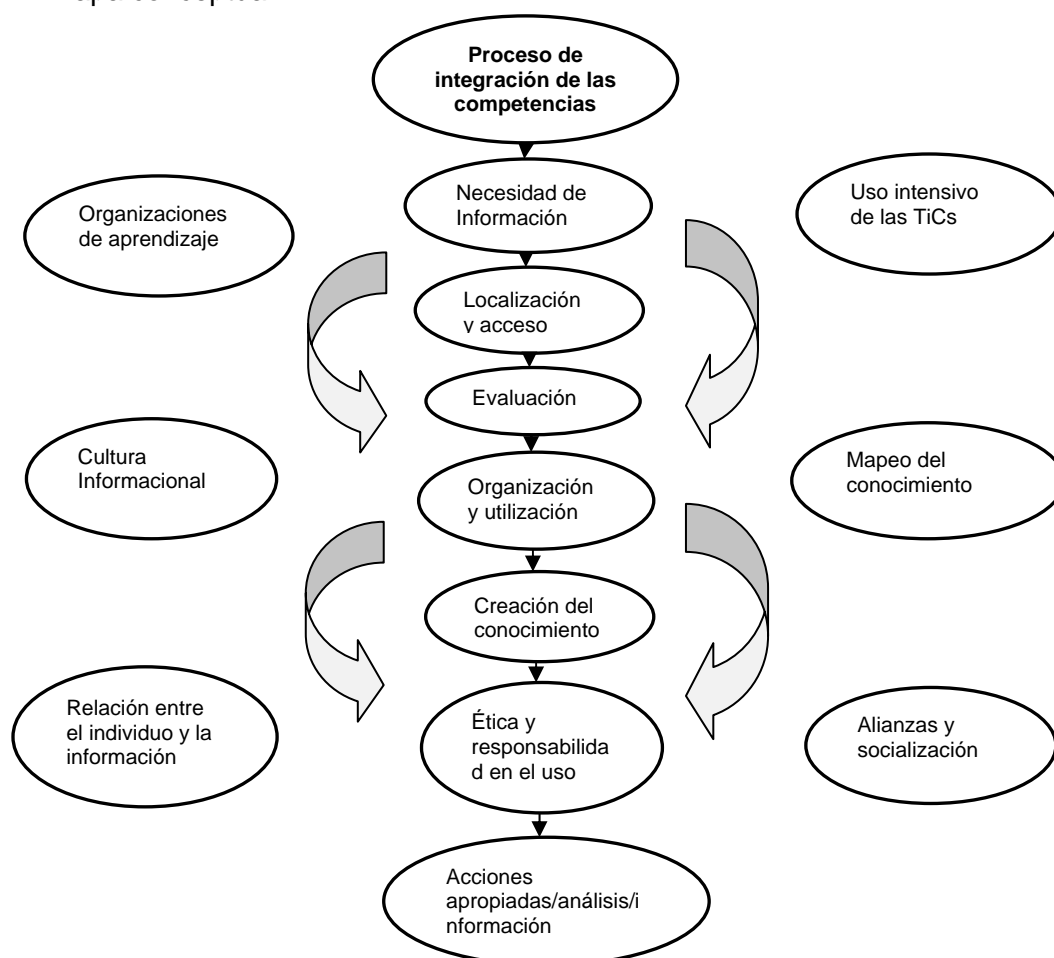 Proceso de
integración de las
competencias
Necesidad de
Información
Organizaciones
de aprendizaje
Uso intensivo
de las TiCs
Localización
y acceso
Evaluación
Cultura
Informacional
Organización
y utilización
Mapeo del
conocimiento
Creación del
conocimiento
Relación entre
el individuo y la
información
Ética y
responsabilida
d en el uso
Alianzas y
socialización
Acciones
apropiadas/análisis/i
nformación